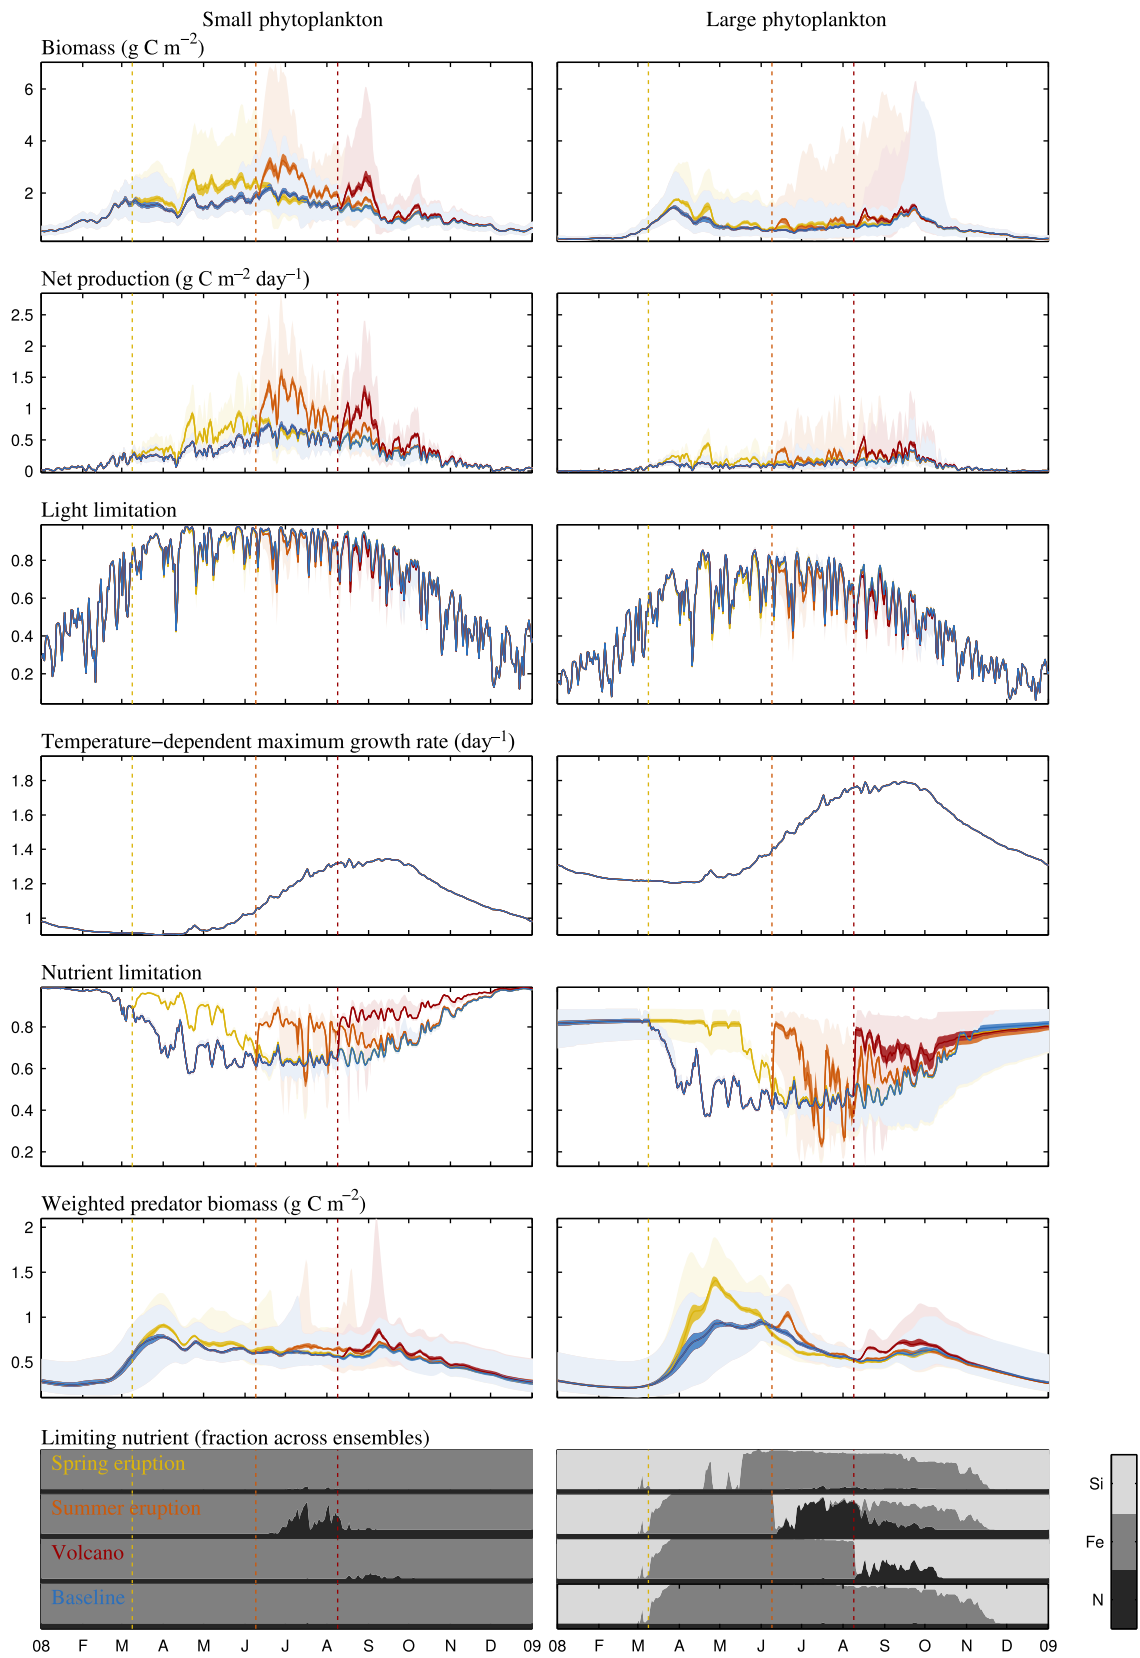 Small phytoplankton Large phytoplankton
Biomass (g C m−2)
6
4
2
Net production (g C m−2 day−1)
2.5
2
1.5
1
0.5
0
Light limitation
0.8
0.6
0.4
0.2
Temperature−dependent maximum growth rate (day−1)
1.8
1.6
1.4
1.2
1
Nutrient limitation
0.8
0.6
0.4
0.2
Weighted predator biomass (g C m−2)
2
1.5
1
0.5
Limiting nutrient (fraction across ensembles)
Spring eruption
Summer eruption
Volcano
Baseline
Si
Fe
N
08 F M A M J J A S O N D 09 08 F M A M J J A S O N D 09